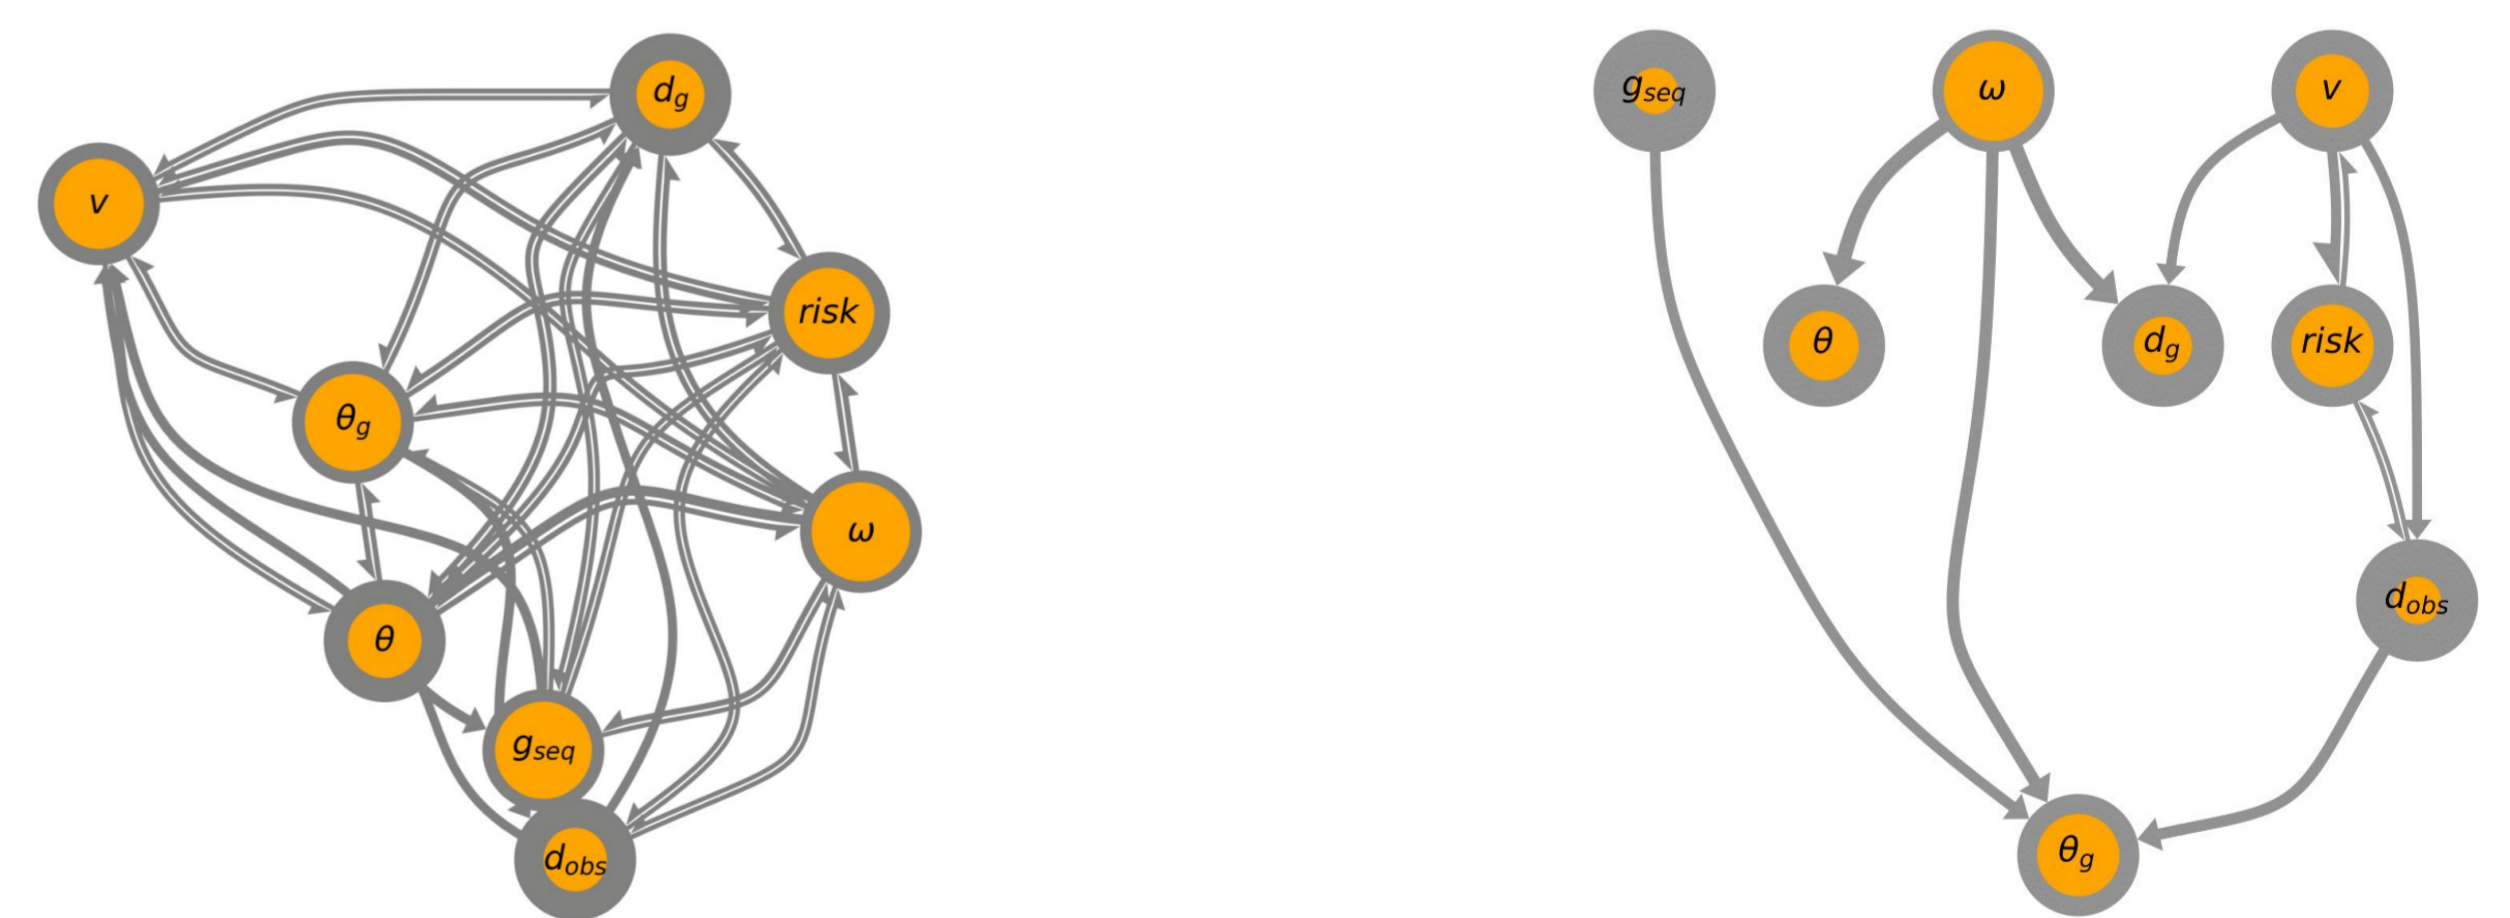 d_g
v
risk
θ_g
ω
θ
g_seq
d_obs
g_seq
ω
v
θ
d_g
risk
d_obs
θ_g